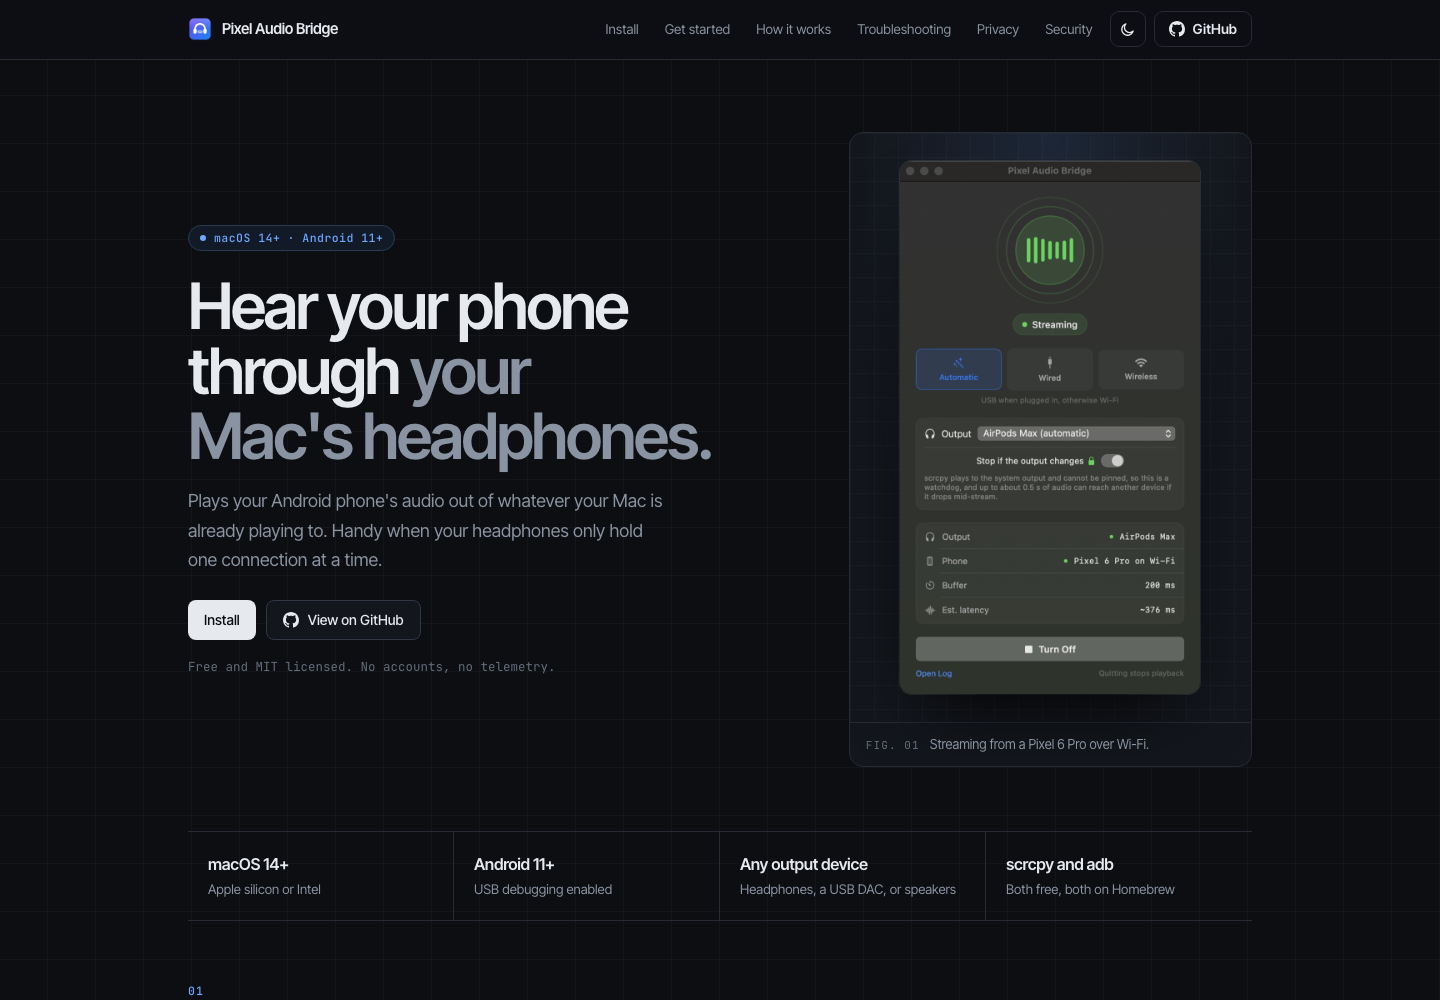 Pixel Audio Bridge
Install
Get started
How it works
Troubleshooting
Privacy
Security
GitHub
macOS 14+ · Android 11+
Hear your phone
through your
Mac's headphones.
Plays your Android phone's audio out of whatever your Mac is
already playing to. Handy when your headphones only hold
one connection at a time.
Install
View on GitHub
Free and MIT licensed. No accounts, no telemetry.
Pixel Audio Bridge
Streaming
Automatic
Wired
Wireless
USB when plugged in, otherwise Wi-Fi
Output
AirPods Max (automatic)
Stop if the output changes
scrcpy plays to the system output and cannot be pinned, so this is a
watchdog, and up to about 0.5 s of audio can reach another device if
it drops mid-stream.
Output
AirPods Max
Phone
Pixel 6 Pro on Wi-Fi
Buffer
200 ms
Est. latency
~376 ms
Turn Off
Open Log
Quitting stops playback
FIG. 01 Streaming from a Pixel 6 Pro over Wi-Fi.
macOS 14+
Apple silicon or Intel
Android 11+
USB debugging enabled
Any output device
Headphones, a USB DAC, or speakers
scrcpy and adb
Both free, both on Homebrew
01